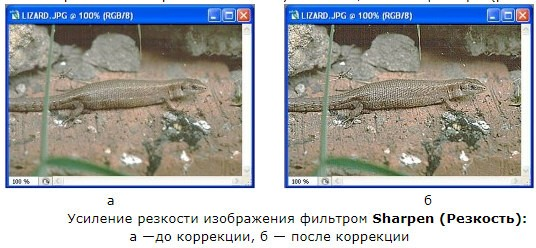 LIZARD.JPG @ 100% (RGB/8)
LIZARD.JPG @ 100% (RGB/8)
100 %
100 %
а
б
Усиление резкости изображения фильтром Sharpen (Резкость):
а —до коррекции, б — после коррекции